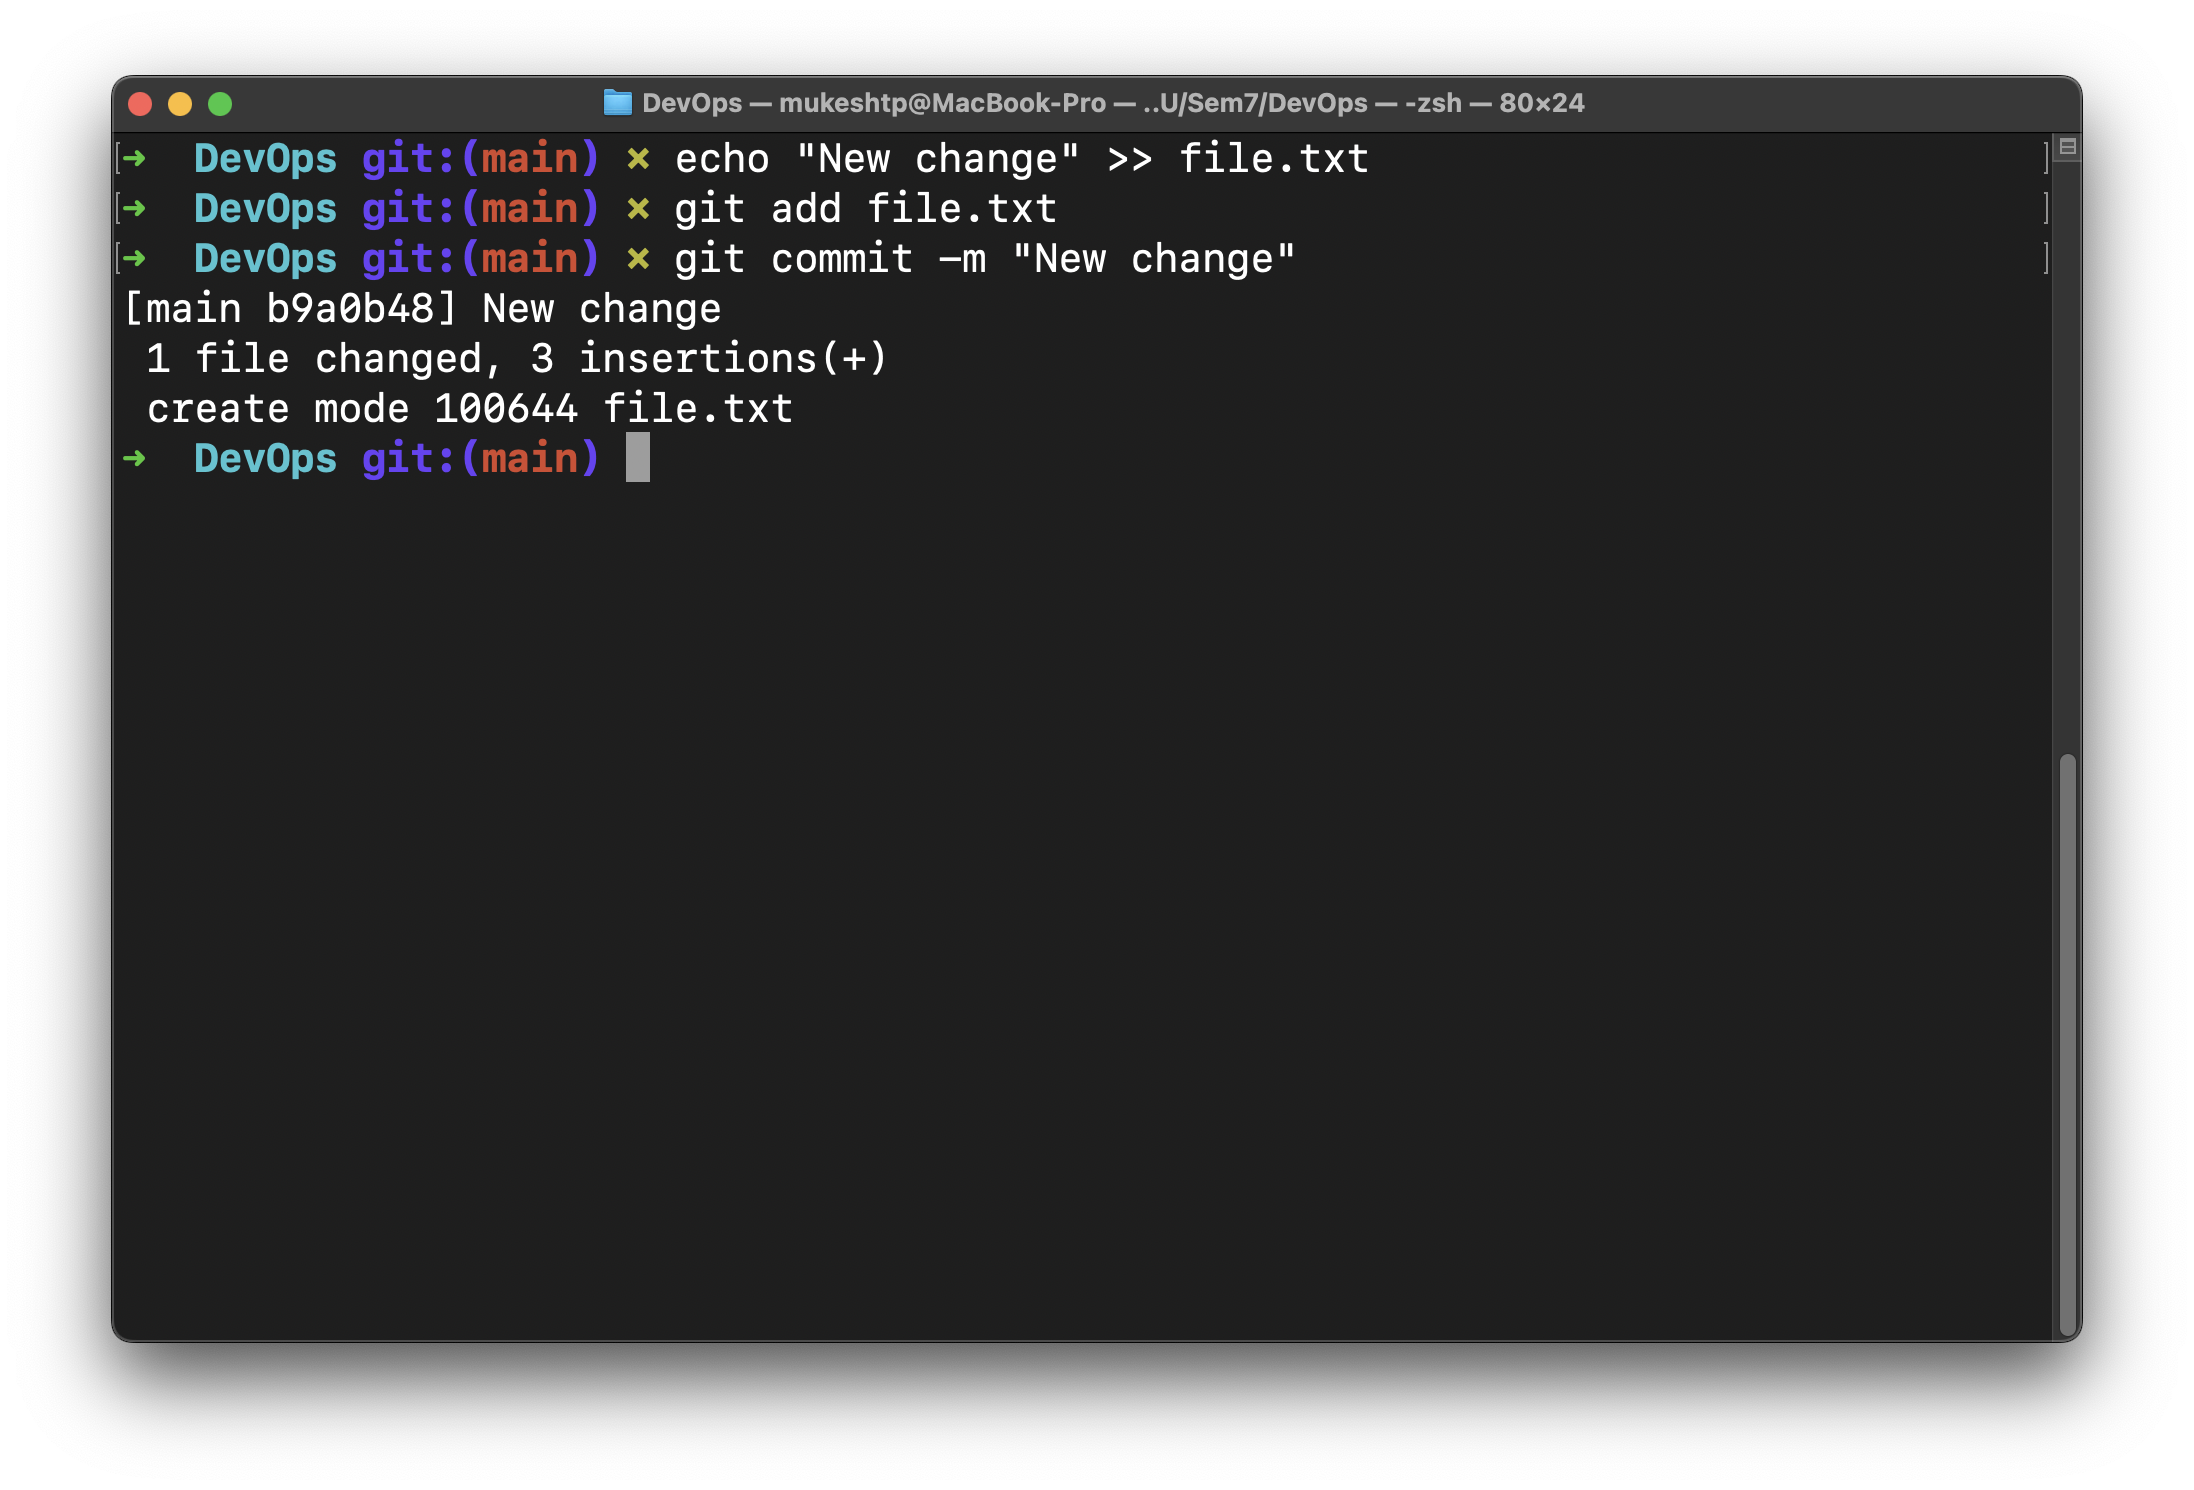 DevOps — mukeshtp@MacBook-Pro — ..U/Sem7/DevOps — -zsh — 80×24
[➜  DevOps git:(main) ✗ echo "New change" >> file.txt ]
[➜  DevOps git:(main) ✗ git add file.txt ]
[➜  DevOps git:(main) ✗ git commit -m "New change" ]
[main b9a0b48] New change
 1 file changed, 3 insertions(+)
 create mode 100644 file.txt
➜  DevOps git:(main)